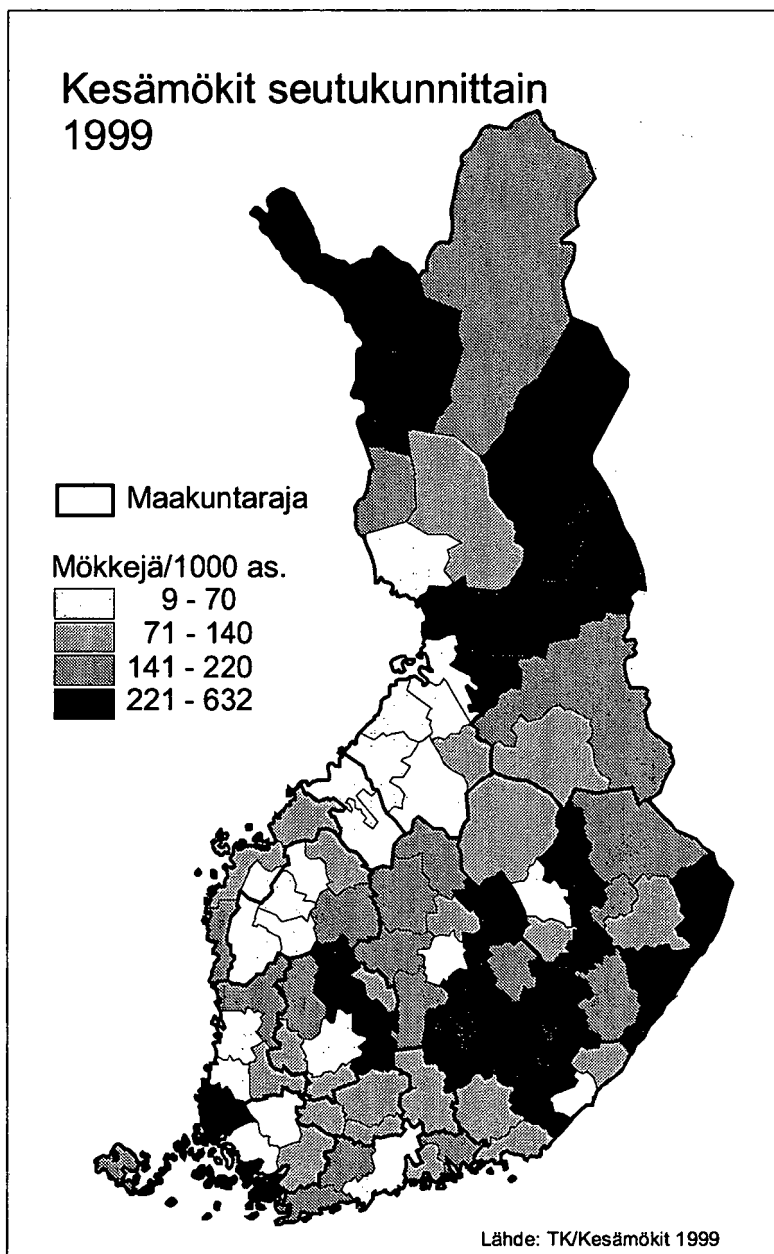 Kesämökit seutukunnittain
1999
Maakuntaraja
Mökkejä/1000 as.
9 - 70
71 - 140
141 - 220
221 - 632
Lähde: TK/Kesämökit 1999